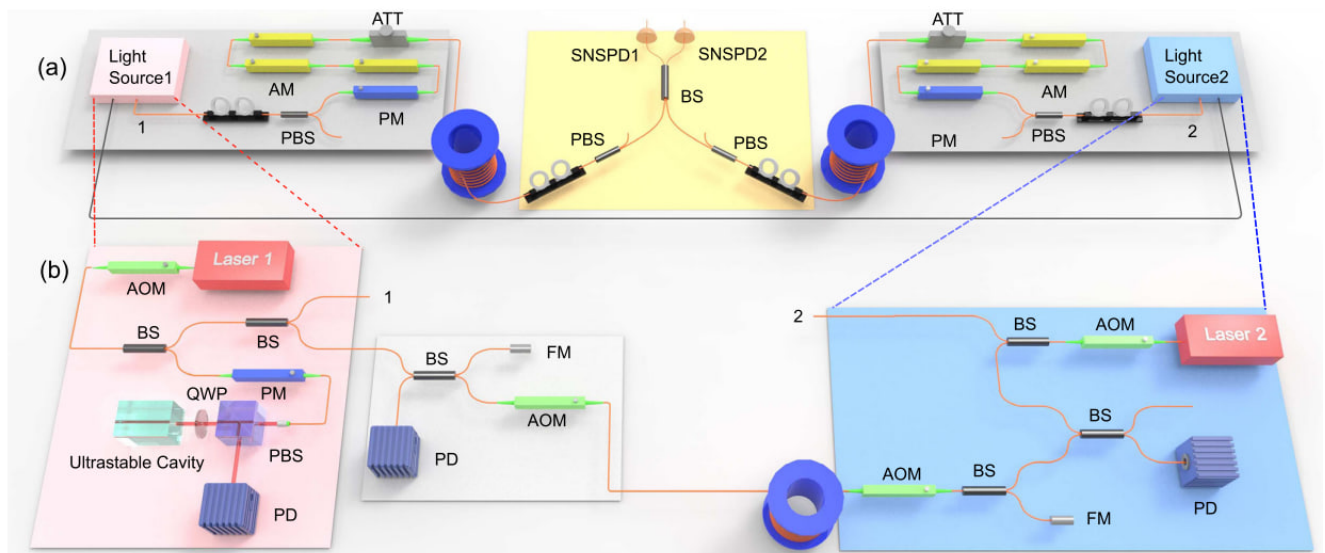 (a)
Light
Source1
ATT
AM
PM
PBS
1
SNSPD1
SNSPD2
BS
PBS
PBS
ATT
AM
PM
PBS
Light
Source2
2
(b)
Laser 1
AOM
1
BS
BS
QWP
PM
Ultrastable Cavity
PBS
PD
BS
FM
AOM
PD
2
BS
AOM
Laser 2
BS
AOM
BS
FM
PD